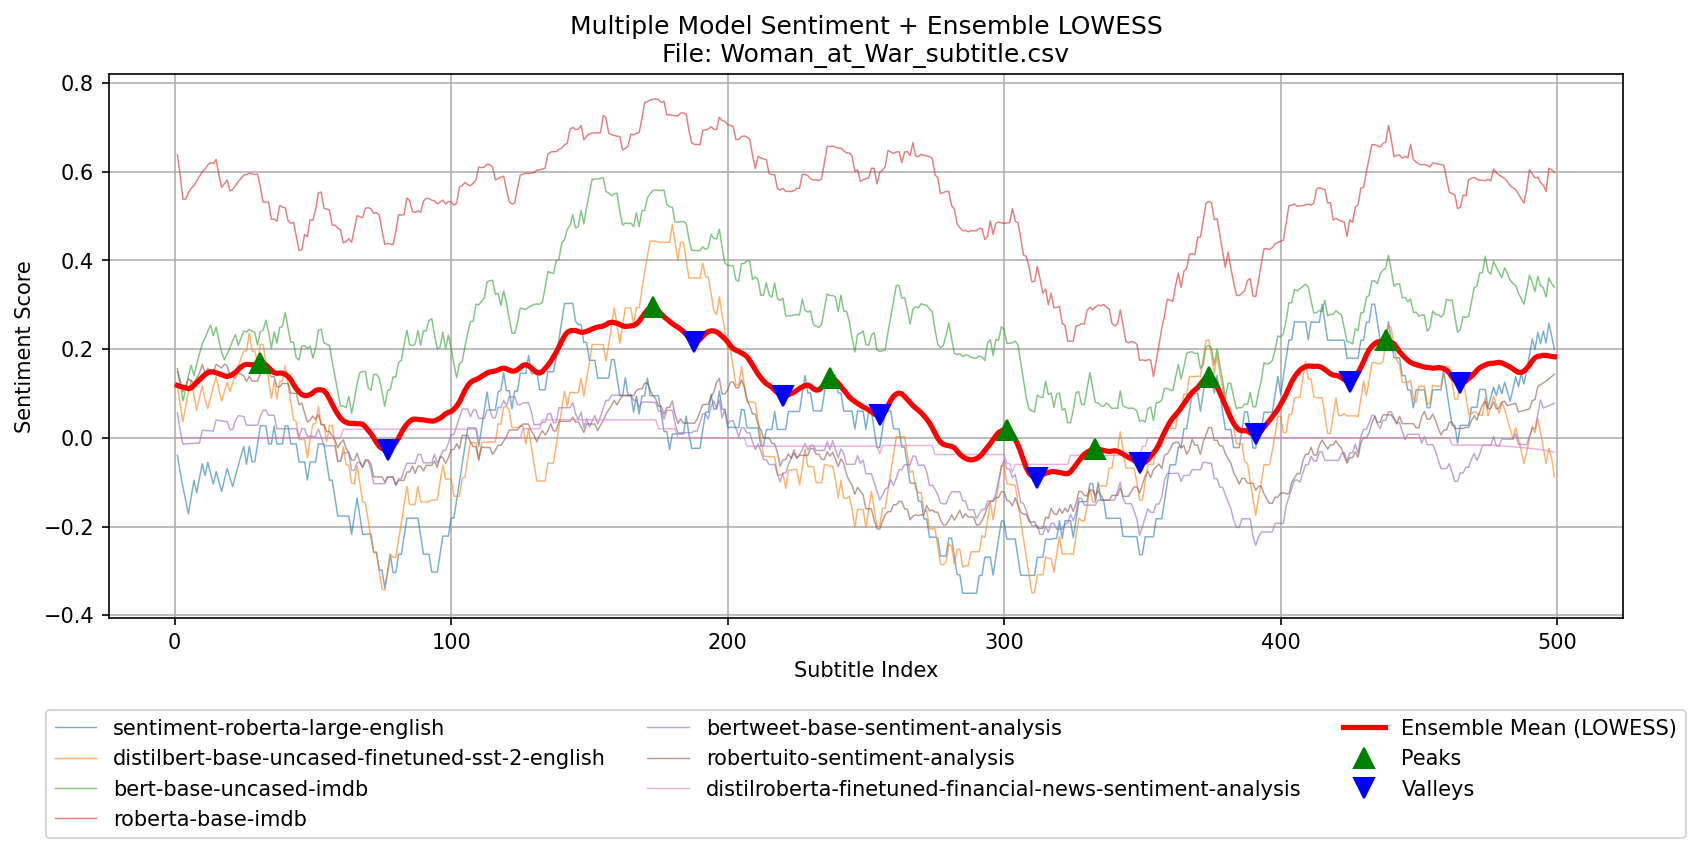 Multiple Model Sentiment + Ensemble LOWESS
File: Woman_at_War_subtitle.csv
Sentiment Score
0.8
0.6
0.4
0.2
0.0
−0.2
−0.4
0
100
200
300
400
500
Subtitle Index
sentiment-roberta-large-english
distilbert-base-uncased-finetuned-sst-2-english
bert-base-uncased-imdb
roberta-base-imdb
bertweet-base-sentiment-analysis
robertuito-sentiment-analysis
distilroberta-finetuned-financial-news-sentiment-analysis
Ensemble Mean (LOWESS)
Peaks
Valleys